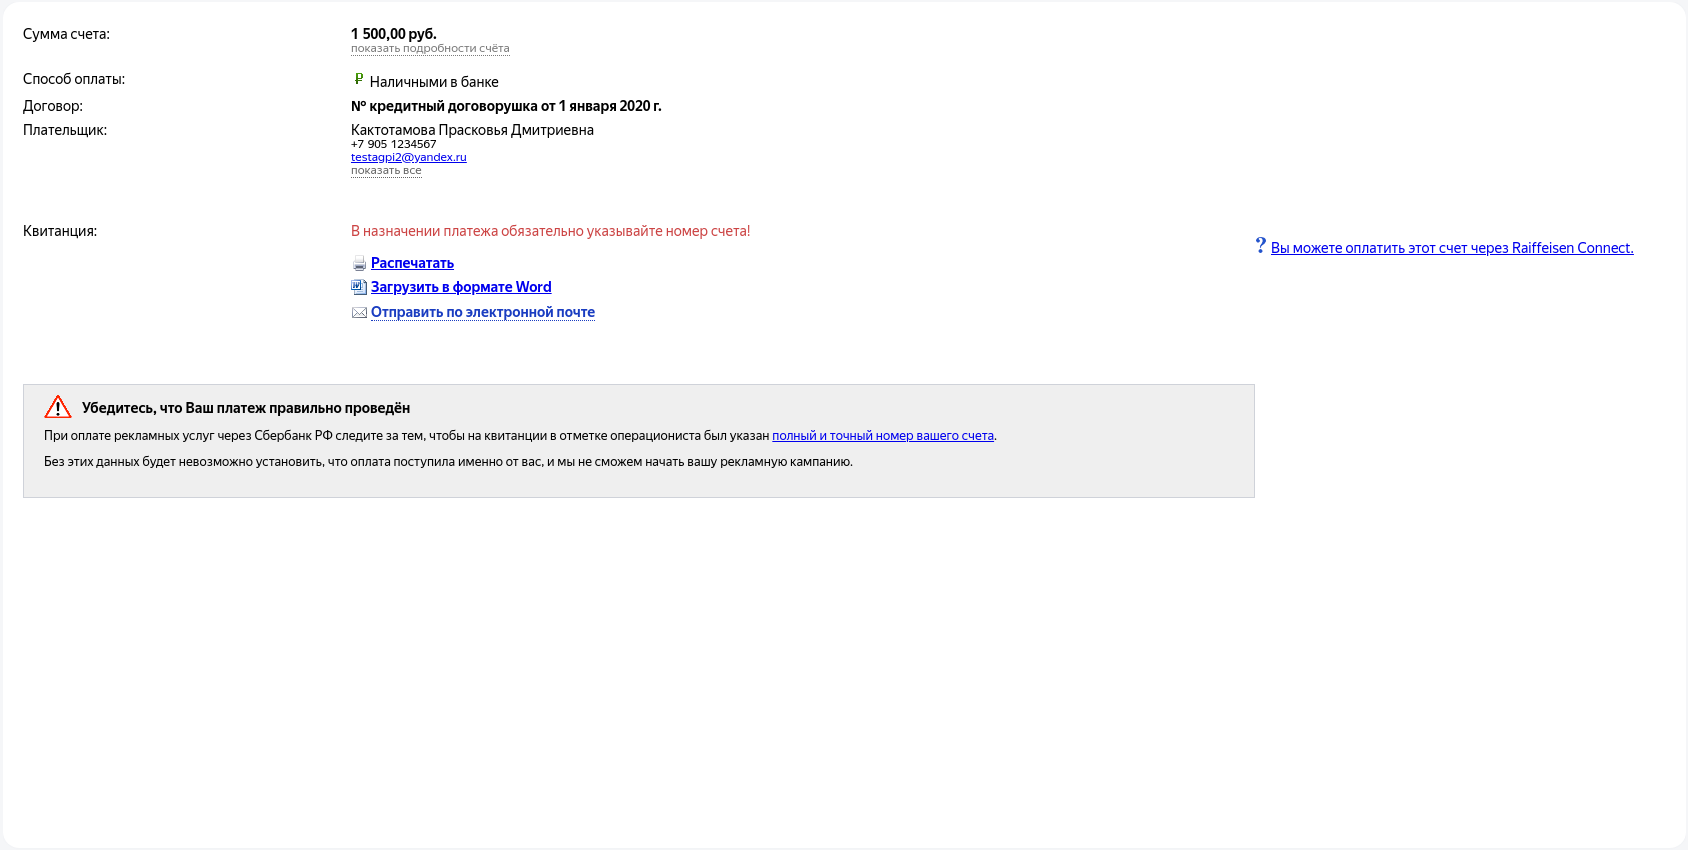 Сумма счета:
1 500,00 руб.
показать подробности счёта
Способ оплаты:
Наличными в банке
Договор:
№ кредитный договорушка от 1 января 2020 г.
Плательщик:
Кактотамова Прасковья Дмитриевна
+7 905 1234567
testagpi2@yandex.ru
показать все
Квитанция:
В назначении платежа обязательно указывайте номер счета!
? Вы можете оплатить этот счет через Raiffeisen Connect.
Распечатать
Загрузить в формате Word
Отправить по электронной почте
Убедитесь, что Ваш платеж правильно проведён
При оплате рекламных услуг через Сбербанк РФ следите за тем, чтобы на квитанции в отметке операциониста был указан полный и точный номер вашего счета.
Без этих данных будет невозможно установить, что оплата поступила именно от вас, и мы не сможем начать вашу рекламную кампанию.